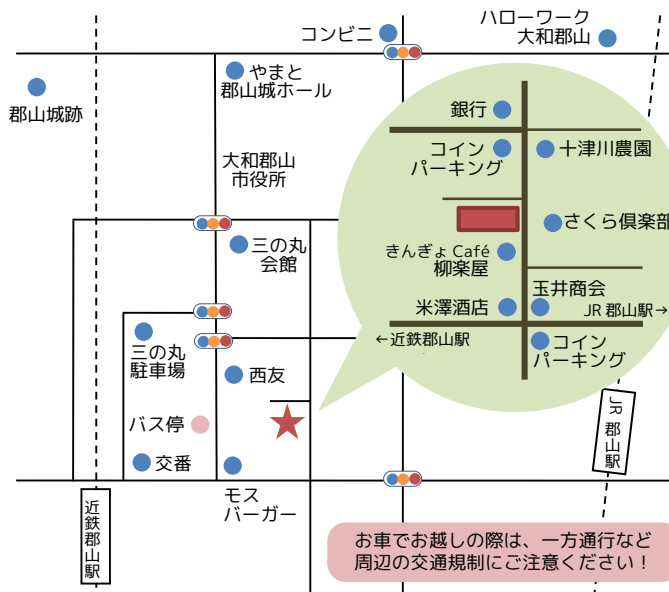 コンビニ
ハローワーク
大和郡山
やまと
郡山城ホール
郡山城跡
大和郡山
市役所
銀行
コイン
パーキング
十津川農園
さくら倶楽部
きんぎょ Café
柳楽屋
玉井商会
米澤酒店
JR 郡山駅→
←近鉄郡山駅
コイン
パーキング
三の丸
会館
三の丸
駐車場
西友
バス停
交番
モス
バーガー
JR 郡山駅
近鉄郡山駅
お車でお越しの際は、一方通行など
周辺の交通規制にご注意ください！